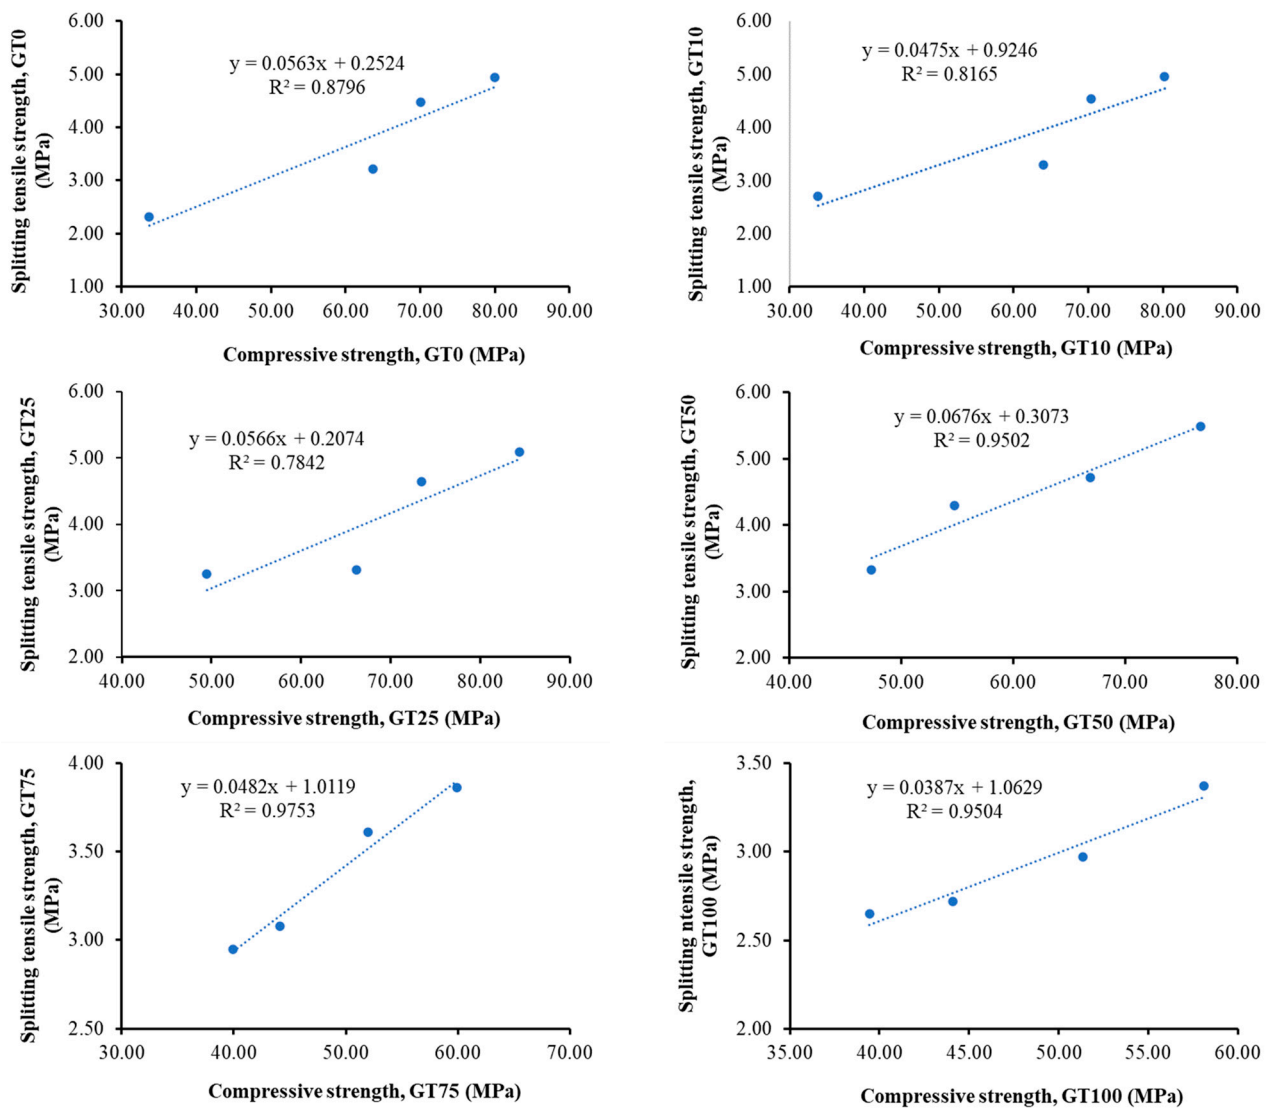 Splitting tensile strength, GT0
(MPa)
6.00
5.00
4.00
3.00
2.00
1.00
y = 0.0563x + 0.2524
R² = 0.8796
30.00 40.00 50.00 60.00 70.00 80.00 90.00
Compressive strength, GT0 (MPa)
Splitting tensile strength, GT10
(MPa)
6.00
5.00
4.00
3.00
2.00
1.00
y = 0.0475x + 0.9246
R² = 0.8165
30.00 40.00 50.00 60.00 70.00 80.00 90.00
Compressive strength, GT10 (MPa)
Splitting tensile strength, GT25
(MPa)
6.00
5.00
4.00
3.00
2.00
y = 0.0566x + 0.2074
R² = 0.7842
40.00 50.00 60.00 70.00 80.00 90.00
Compressive strength, GT25 (MPa)
Splitting tensile strength, GT50
(MPa)
6.00
5.00
4.00
3.00
2.00
y = 0.0676x + 0.3073
R² = 0.9502
40.00 50.00 60.00 70.00 80.00
Compressive strength, GT50 (MPa)
Splitting tensile strength, GT75
(MPa)
4.00
3.50
3.00
2.50
y = 0.0482x + 1.0119
R² = 0.9753
30.00 40.00 50.00 60.00 70.00
Compressive strength, GT75 (MPa)
Splitting ntensile strength,
GT100 (MPa)
3.50
3.00
2.50
2.00
y = 0.0387x + 1.0629
R² = 0.9504
35.00 40.00 45.00 50.00 55.00 60.00
Compressive strength, GT100 (MPa)